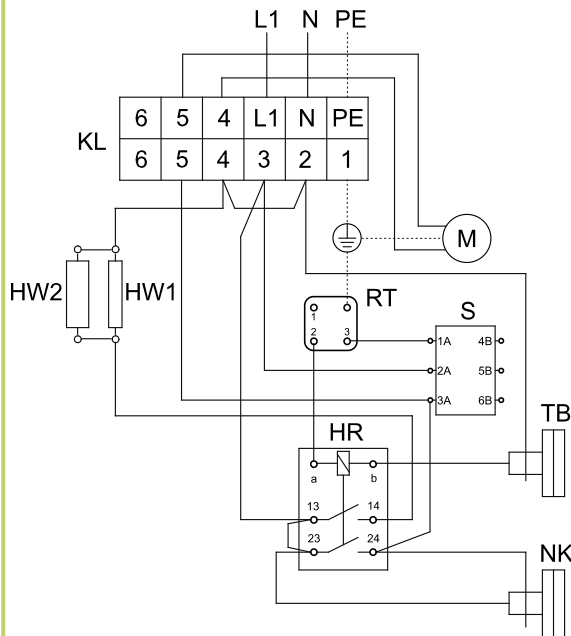 L1 N PE
6 5 4 L1 N PE
KL
6 5 4 3 2 1
M
HW2 HW1
RT
1
2 3
S
1A 4B
2A 5B
3A 6B
TB
HR
a b
13 14
23 24
NK